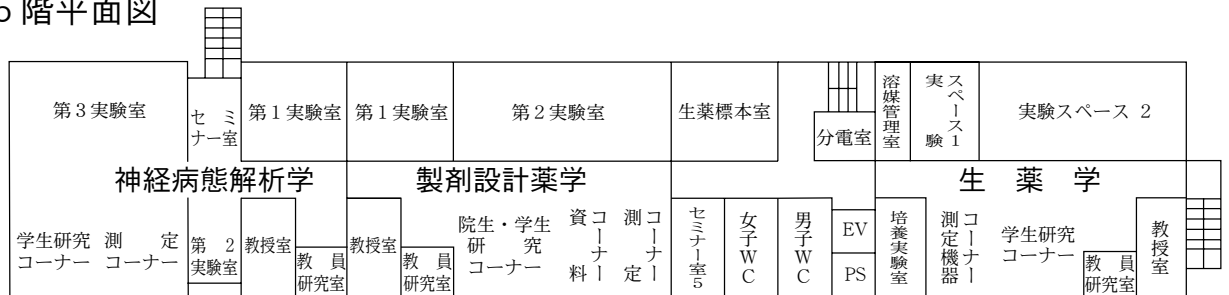 階平面図
第3実験室
セミナー室
第1実験室
第1実験室
第2実験室
生薬標本室
分電室
溶媒管理室
実験スペース1
実験スペース 2
神経病態解析学
製剤設計薬学
生 薬 学
学生研究
コーナー
測 定
コーナー
第 2
実験室
教授室
教 員
研究室
教授室
教 員
研究室
院生・学生
研 究
コーナー
資料コーナー
測定コーナー
セミナー室5
女子WC
男子WC
EV
PS
培養実験室
測定機器コーナー
学生研究
コーナー
教 員
研究室
教授室